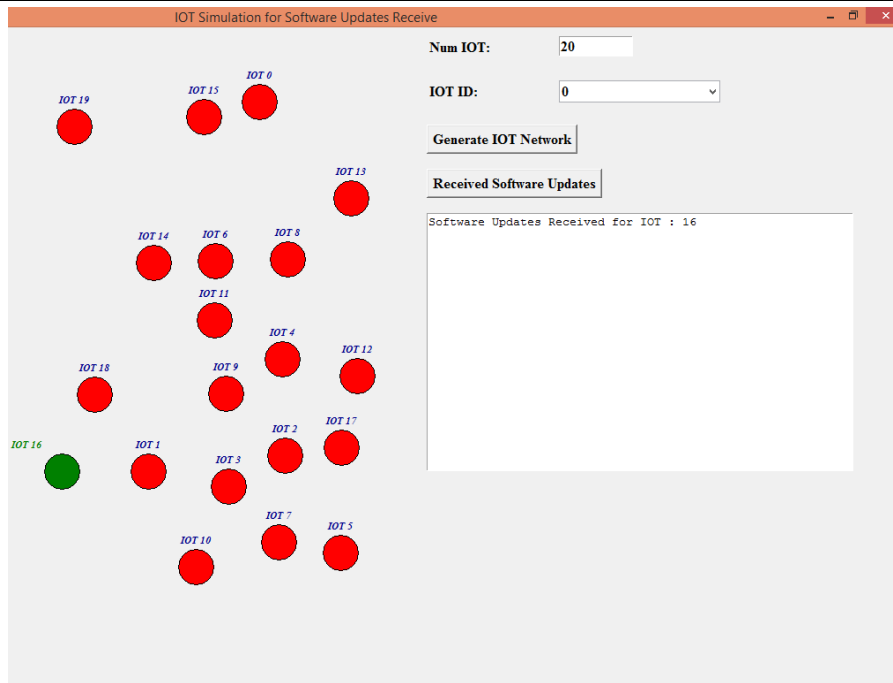 IOT Simulation for Software Updates Receive
Num IOT: 20
IOT ID: 0
Generate IOT Network
Received Software Updates
Software Updates Received for IOT : 16
IOT 0
IOT 15
IOT 19
IOT 13
IOT 8
IOT 6
IOT 14
IOT 11
IOT 4
IOT 12
IOT 9
IOT 18
IOT 17
IOT 2
IOT 16
IOT 1
IOT 3
IOT 7
IOT 5
IOT 10